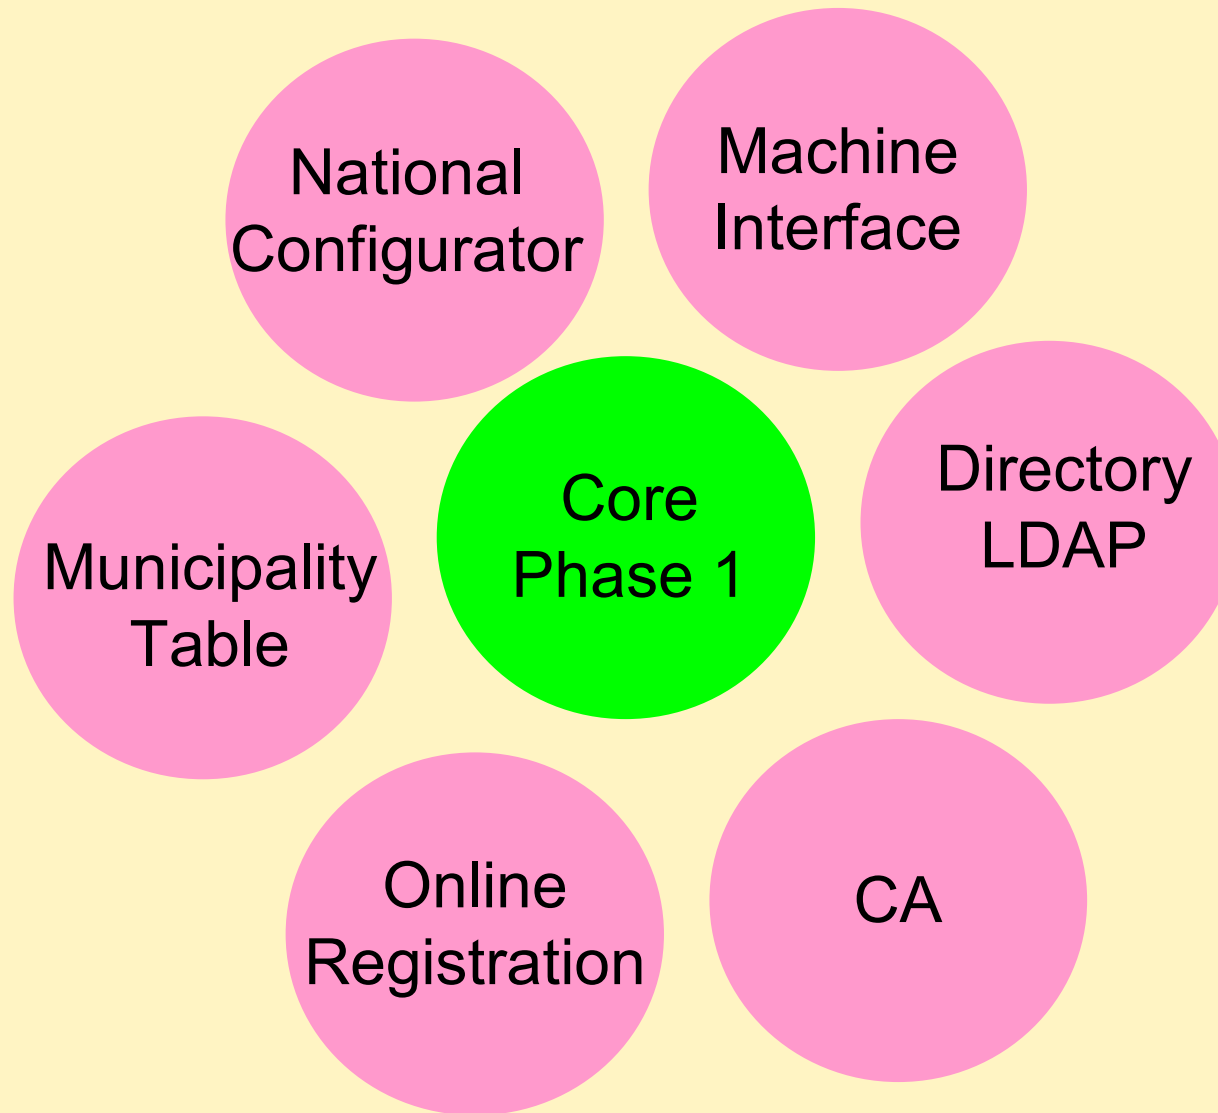 National
Configurator
Machine
Interface
Directory
LDAP
Core
Phase 1
Municipality
Table
Online
Registration
CA